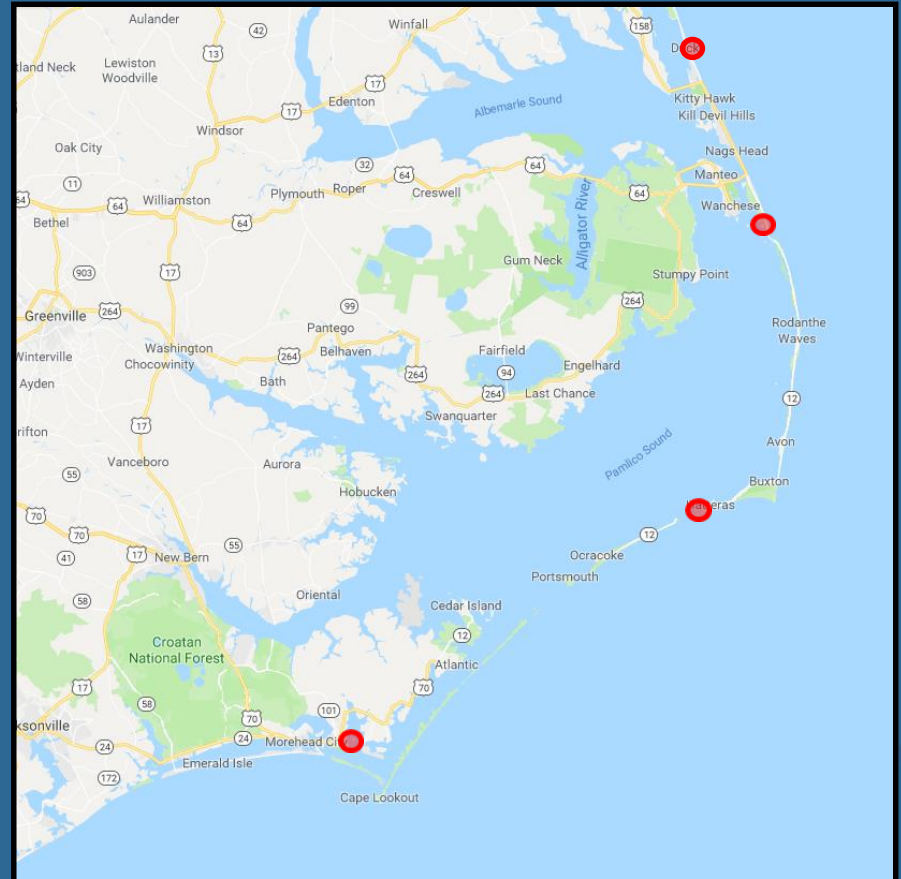 Aulander
42
Winfall
158
13
Lewiston
Woodville
17
Edenton
17
Albemarle Sound
Kitty Hawk
Kill Devil Hills
Windsor
Oak City
Nags Head
32
64
64
Manteo
11
Plymouth
Roper
Creswell
64
64
Williamston
64
Wanchese
Bethel
64
Alligator River
903
17
Gum Neck
Stumpy Point
264
99
264
Greenville
Pantego
Rodanthe
Waves
Washington
Chocowinity
264
Belhaven
Fairfield
Engelhard
Ayden
Bath
264
94
264
Last Chance
12
Swanquarter
17
Avon
Vanceboro
Aurora
Pamlico Sound
55
Hobucken
Buxton
70
70
12
41
17
New Bern
55
Ocracoke
Portsmouth
58
Oriental
Cedar Island
12
Croatan
National Forest
Atlantic
17
70
58
101
70
24
24
Morehead City
Emerald Isle
172
Cape Lookout